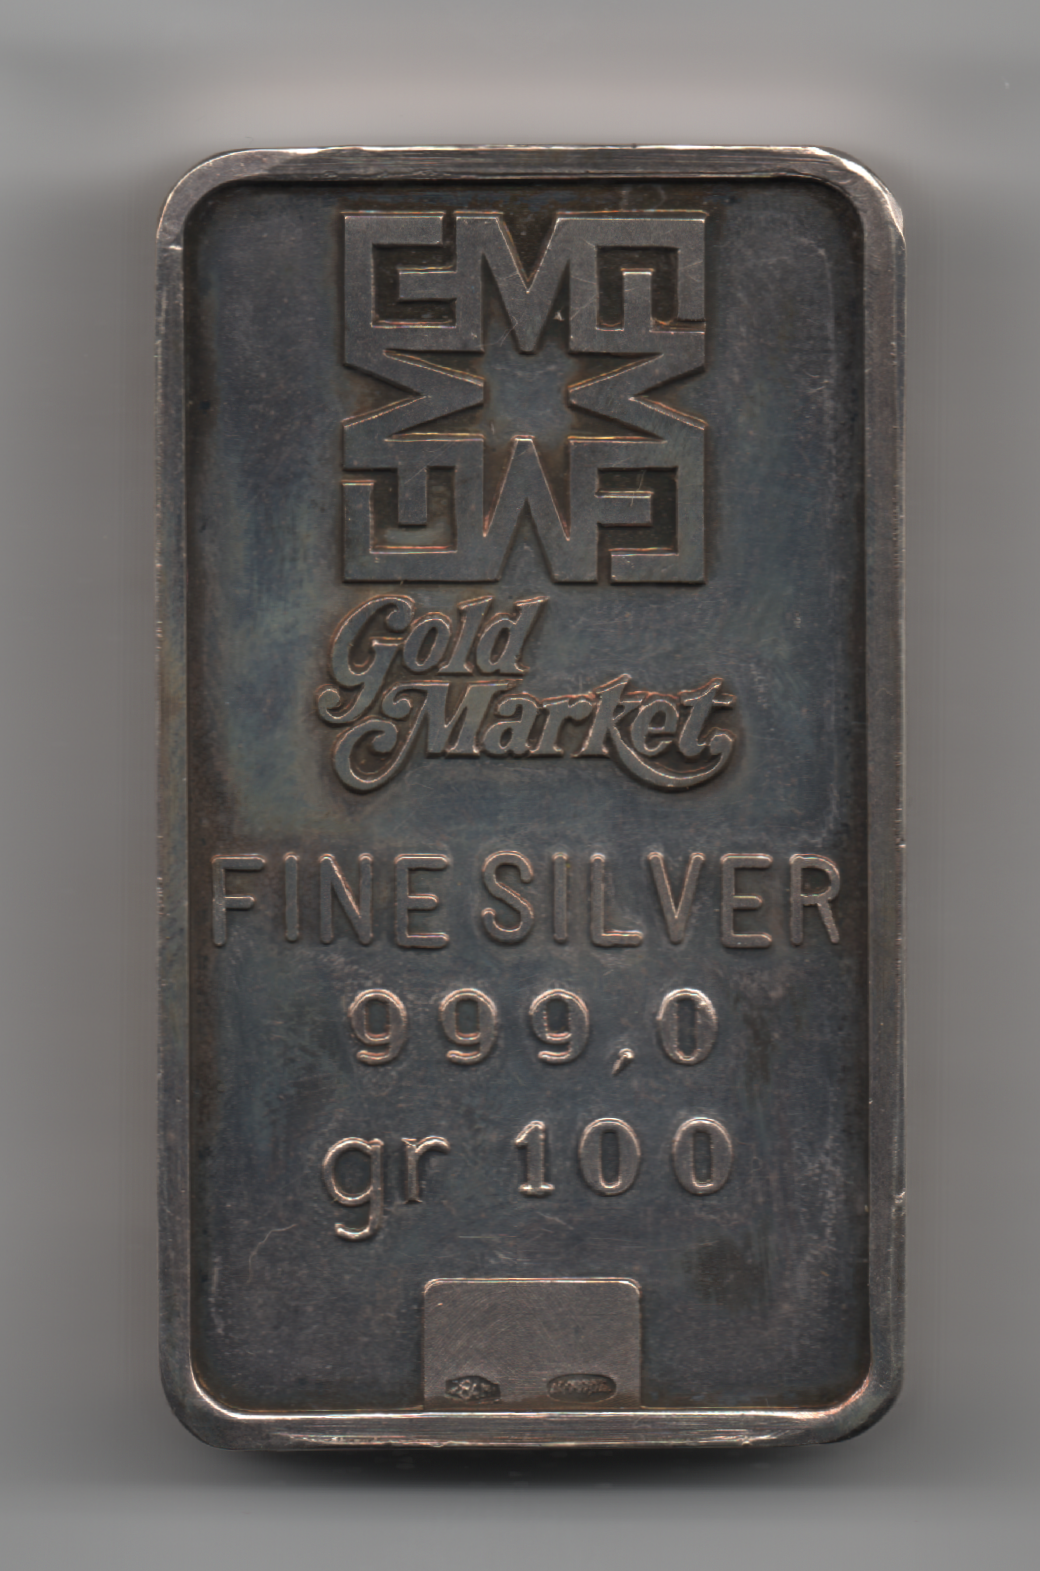 Gold
Market
FINE SILVER
999,0
gr 100